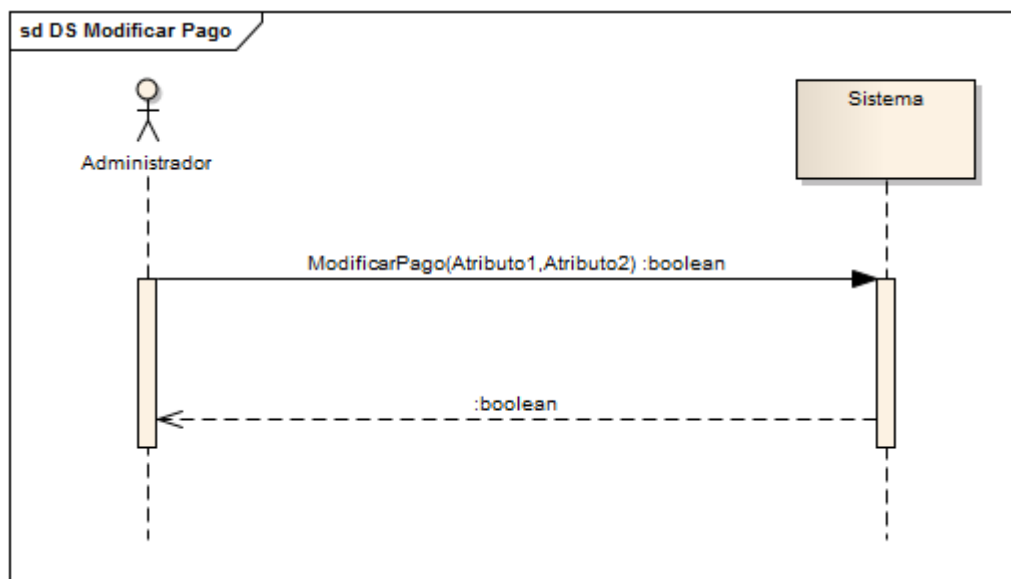 sd DS Modificar Pago
Sistema
Administrador
ModificarPago(Atributo1,Atributo2) :boolean
:boolean